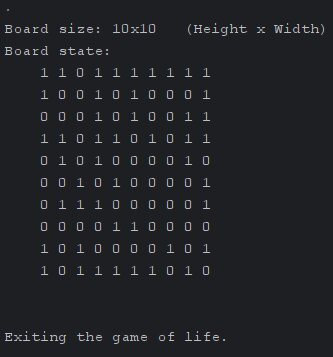 .
Board size: 10x10   (Height x Width)
Board state:
1 1 0 1 1 1 1 1 1 1
1 0 0 1 0 1 0 0 0 1
0 0 0 1 0 1 0 0 1 1
1 1 0 1 1 0 1 0 1 1
0 1 0 1 0 0 0 0 1 0
0 0 1 0 1 0 0 0 0 1
0 1 1 1 0 0 0 0 0 1
0 0 0 0 1 1 0 0 0 0
1 0 1 0 0 0 0 1 0 1
1 0 1 1 1 1 1 0 1 0
Exiting the game of life.